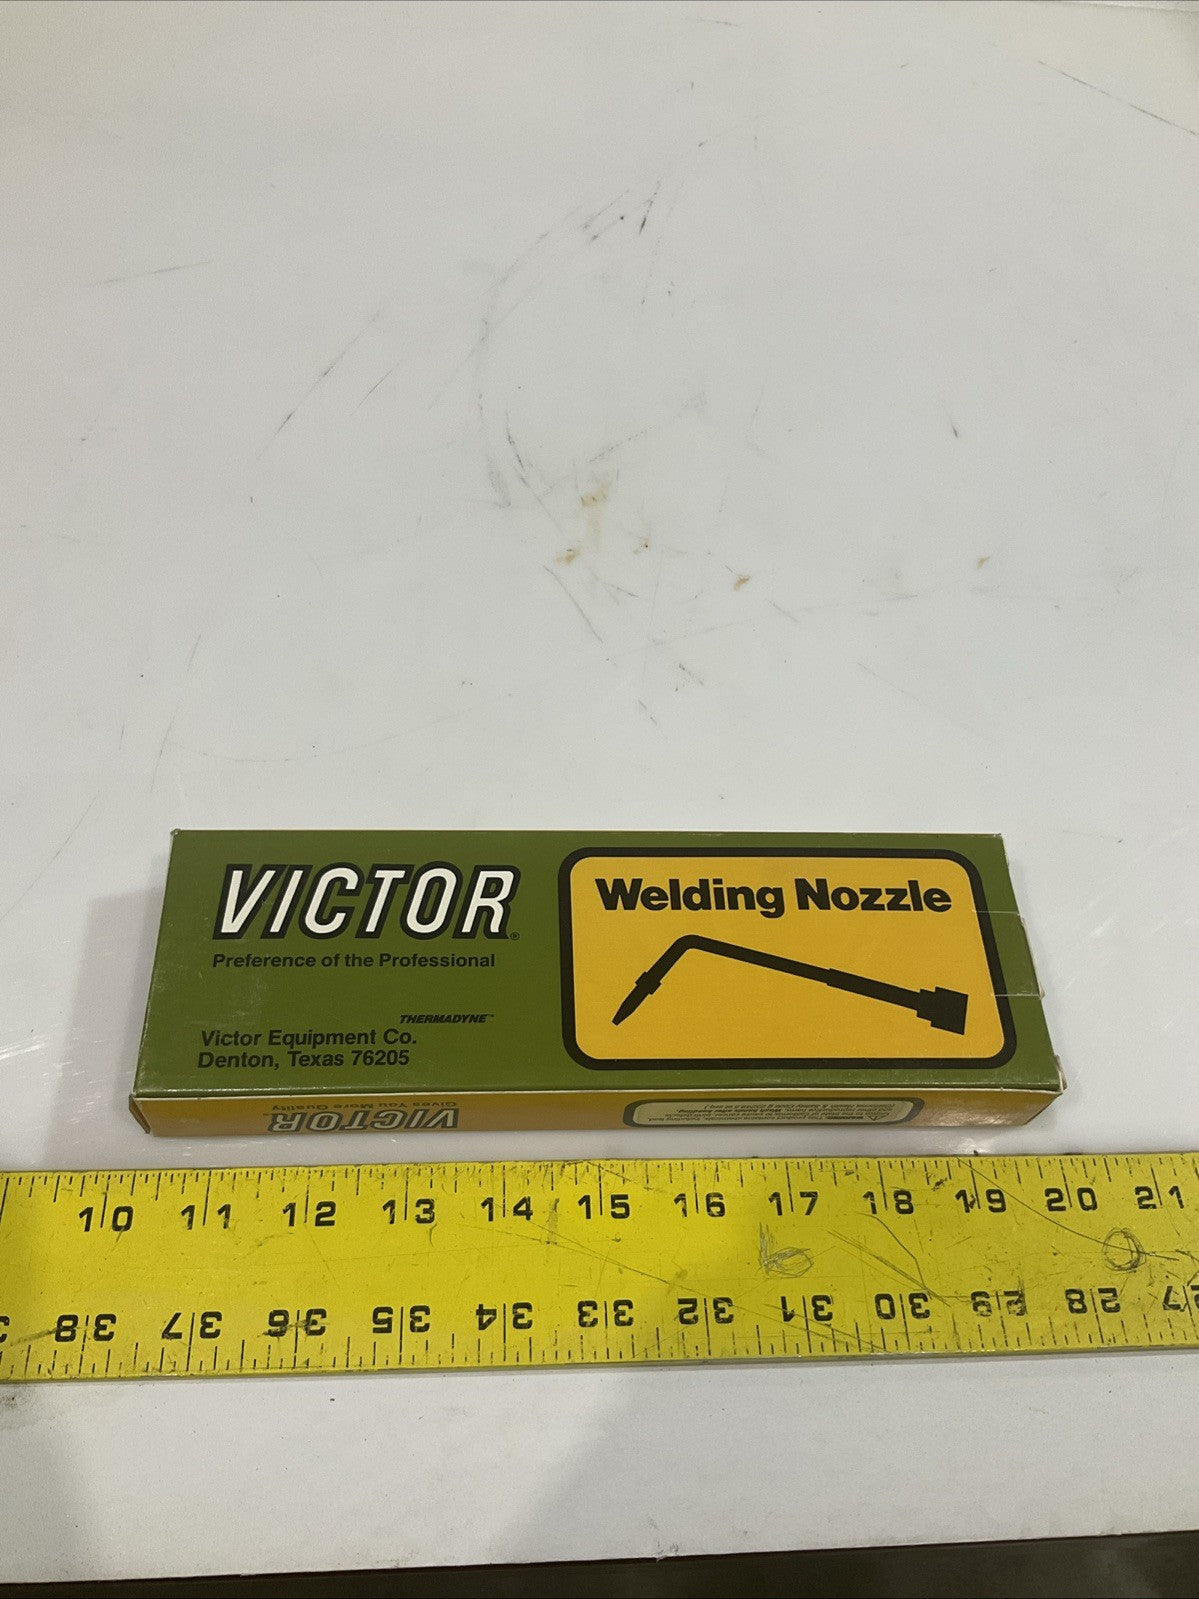 VICTOR®
Preference of the Professional
THERMADYNE™
Victor Equipment Co.
Denton, Texas 76205
Welding Nozzle
VICTOR
Gives You More Quality
10 11 12 13 14 15 16 17 18 19 20 21
38 37 36 35 34 33 32 31 30 29 28 27